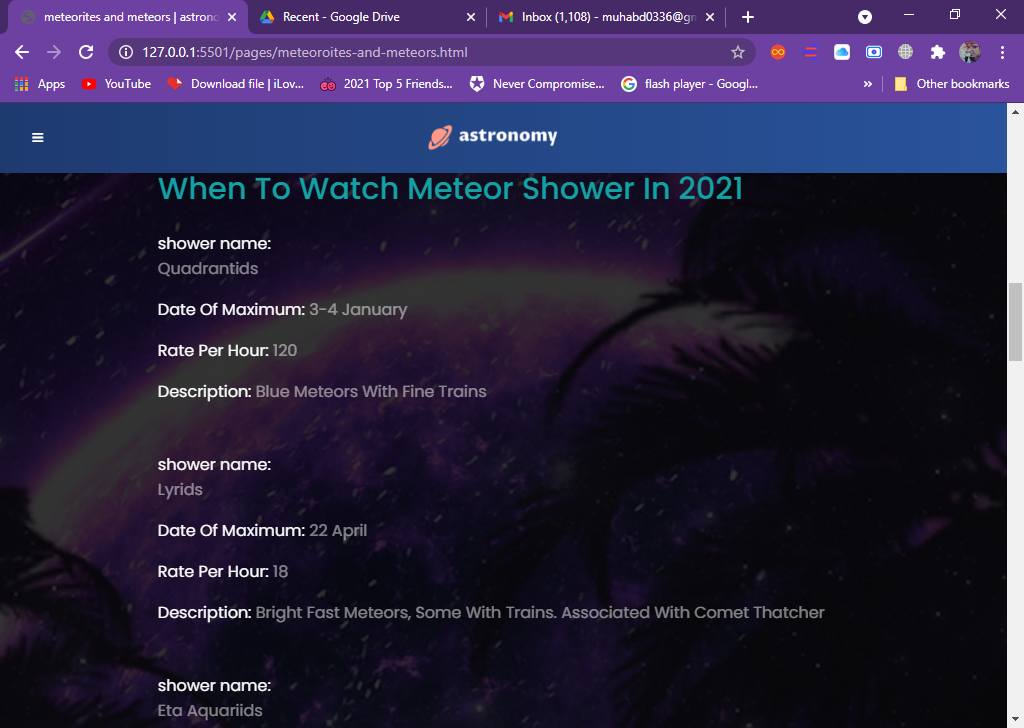 meteorites and meteors | astrono
Recent - Google Drive
Inbox (1,108) - muhabd0336@gm
127.0.0.1:5501/pages/meteoroites-and-meteors.html
Apps
YouTube
Download file | iLov...
2021 Top 5 Friends...
Never Compromise...
flash player - Googl...
»
Other bookmarks
astronomy
When To Watch Meteor Shower In 2021
shower name:
Quadrantids
Date Of Maximum: 3-4 January
Rate Per Hour: 120
Description: Blue Meteors With Fine Trains
shower name:
Lyrids
Date Of Maximum: 22 April
Rate Per Hour: 18
Description: Bright Fast Meteors, Some With Trains. Associated With Comet Thatcher
shower name:
Eta Aquariids